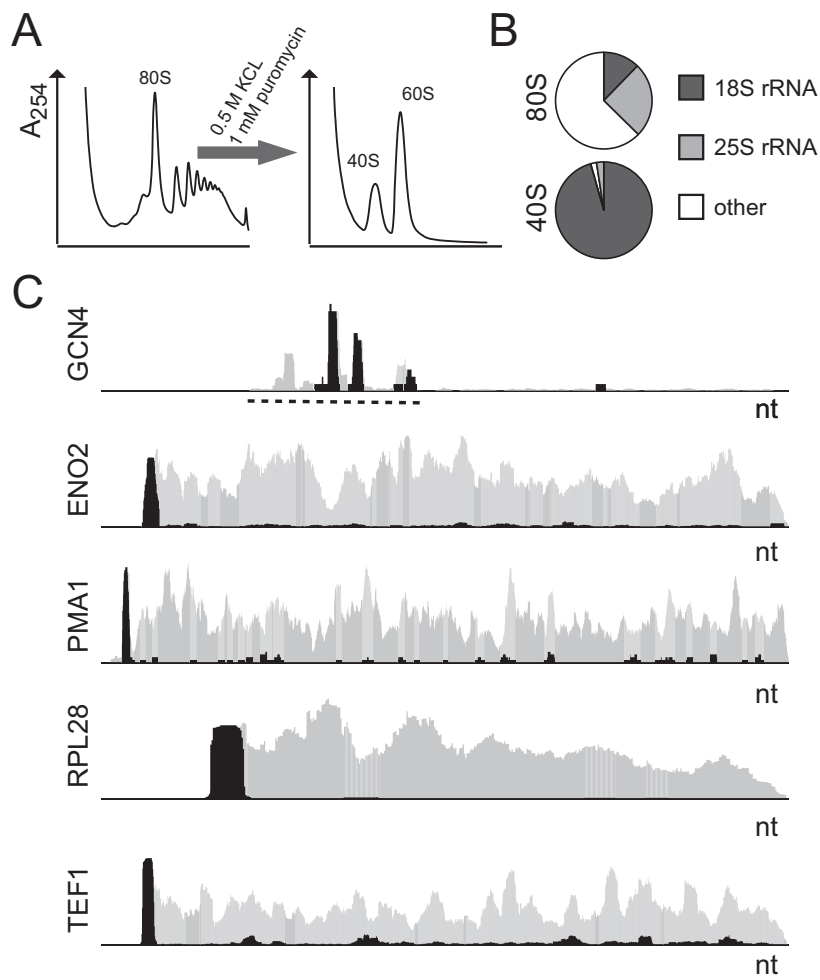 A
A254
80S
0.5 M KCL
1 mM puromycin
40S
60S
B
80S
40S
18S rRNA
25S rRNA
other
C
GCN4
nt
ENO2
nt
PMA1
nt
RPL28
nt
TEF1
nt